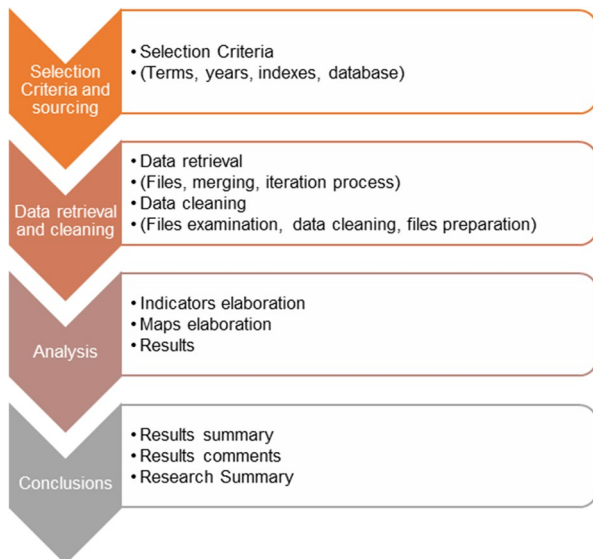 Selection
Criteria and
sourcing
• Selection Criteria
• (Terms, years, indexes, database)
Data retrieval
and cleaning
• Data retrieval
• (Files, merging, iteration process)
• Data cleaning
• (Files examination, data cleaning, files preparation)
Analysis
• Indicators elaboration
• Maps elaboration
• Results
Conclusions
• Results summary
• Results comments
• Research Summary